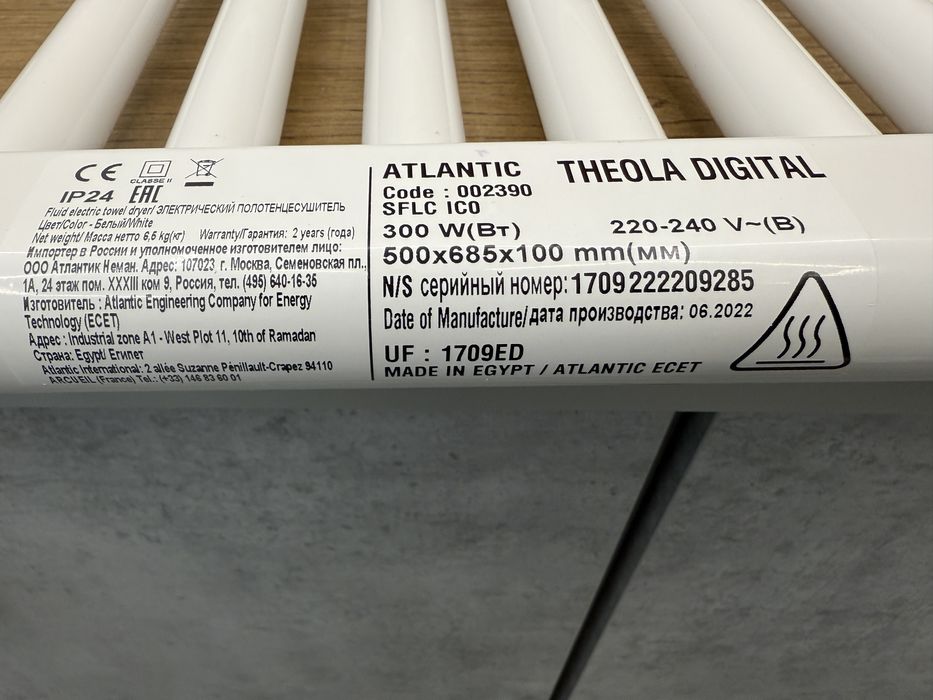 CE
CLASSE II
IP24 EAC
Fluid electric towel dryer/ ЭЛЕКТРИЧЕСКИЙ ПОЛОТЕНЦЕСУШИТЕЛЬ
Цвет/Color - Белый/White
Net weight/ Масса нетто 6,6 kg(кг) Warranty/Гарантия: 2 years (года)
Импортер в России и уполномоченное изготовителем лицо:
ООО Атлантик Неман. Адрес: 107023, г. Москва, Семеновская пл.,
1А, 24 этаж пом. XXXIII ком 9, Россия, тел. (495) 640-16-35
Изготовитель : Atlantic Engineering Company for Energy
Technology (ECET)
Адрес : Industrial zone A1 - West Plot 11, 10th of Ramadan
Страна: Egypt/ Египет
Atlantic International: 2 allée Suzanne Pénillault-Crapez 94110
ARCUEIL (France) Tel.: (+33) 146 83 60 01
ATLANTIC THEOLA DIGITAL
Code : 002390
SFLC IC0
300 W(Вт) 220-240 V~(В)
500x685x100 mm(мм)
N/S серийный номер: 1709 222209285
Date of Manufacture/дата производства: 06.2022
UF : 1709ED
MADE IN EGYPT / ATLANTIC ECET